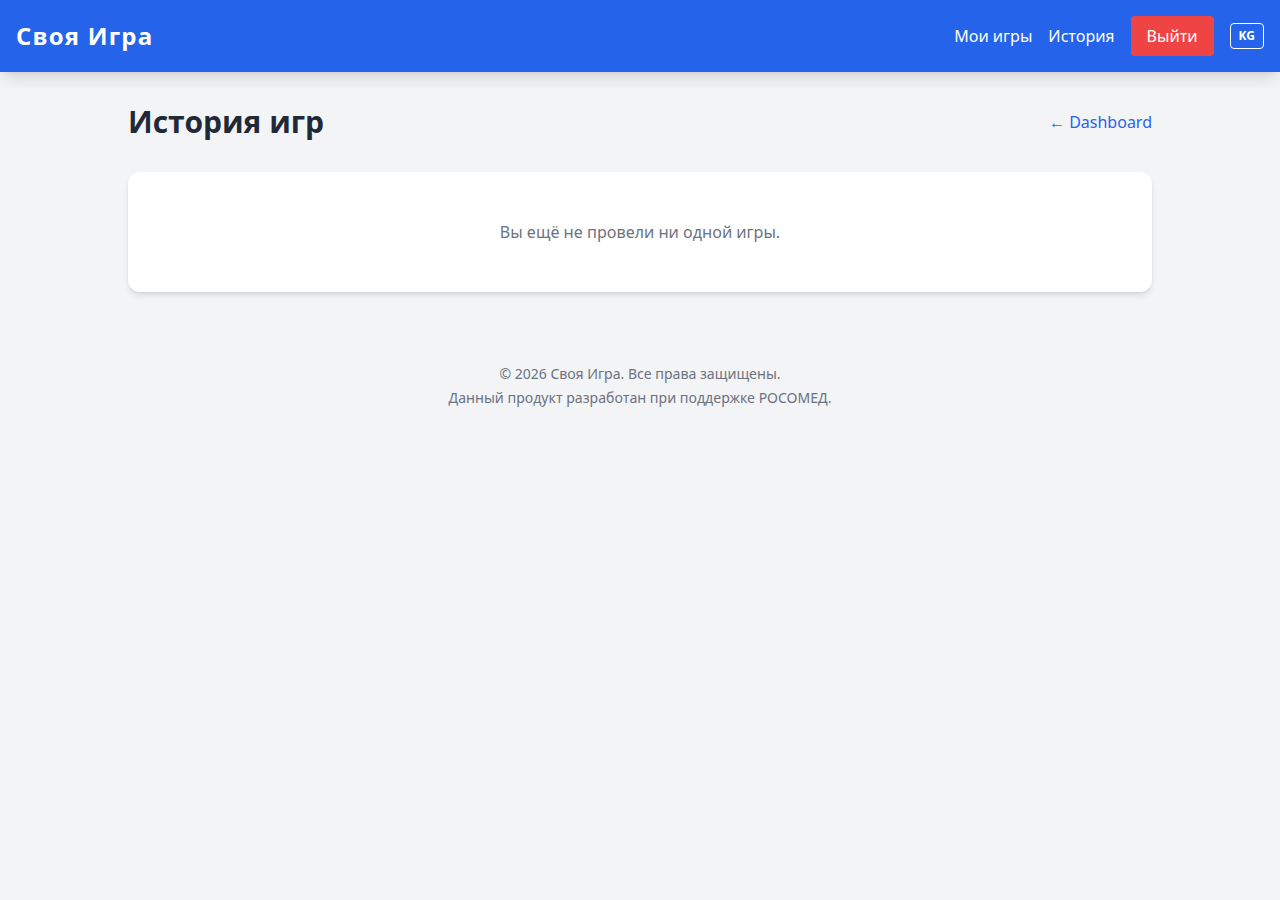 Своя Игра
Мои игры
История
Выйти
KG
История игр
← Dashboard
Вы ещё не провели ни одной игры.
© 2026 Своя Игра. Все права защищены.
Данный продукт разработан при поддержке РОСОМЕД.